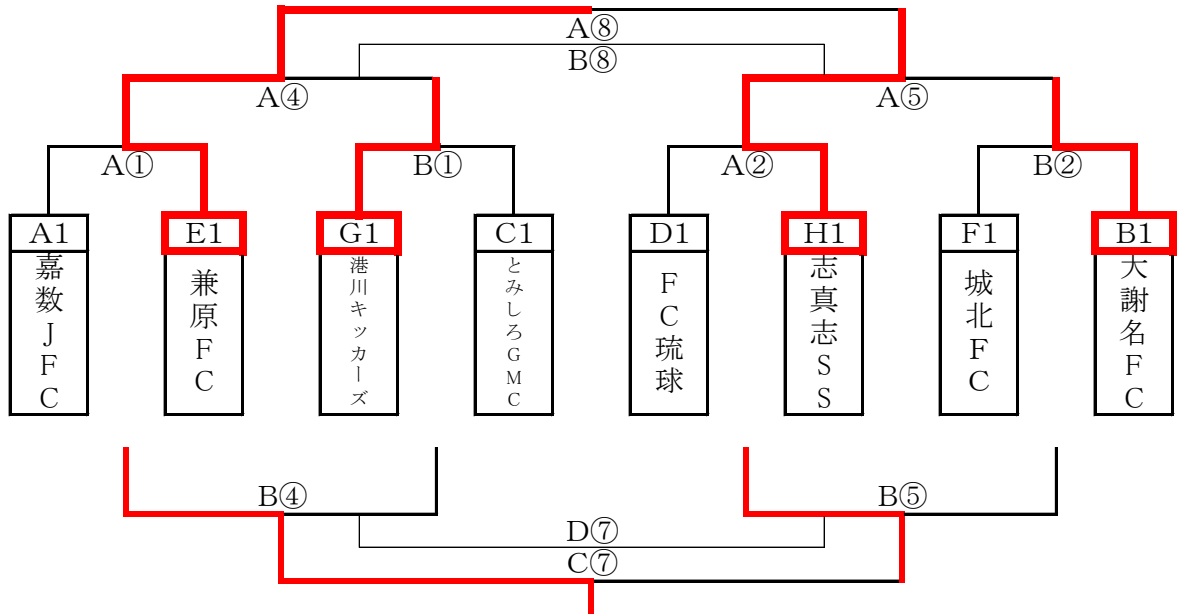 A⑧
B⑧
A④
A⑤
A①
B①
A②
B②
A1
E1
G1
C1
D1
H1
F1
B1
嘉数JFC
兼原FC
港川キッカーズ
とみしろGMC
FC琉球
志真志SS
城北FC
大謝名FC
B④
B⑤
D⑦
C⑦